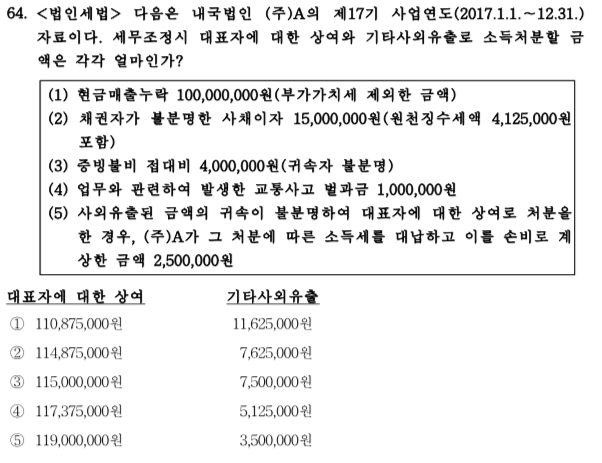 64. <법인세법> 다음은 내국법인 (주)A의 제17기 사업연도(2017.1.1.~12.31.)
자료이다. 세무조정시 대표자에 대한 상여와 기타사외유출로 소득처분할 금
액은 각각 얼마인가?
(1) 현금매출누락 100,000,000원(부가가치세 제외한 금액)
(2) 채권자가 불분명한 사채이자 15,000,000원(원천징수세액 4,125,000원
포함)
(3) 증빙불비 접대비 4,000,000원(귀속자 불분명)
(4) 업무와 관련하여 발생한 교통사고 벌과금 1,000,000원
(5) 사외유출된 금액의 귀속이 불분명하여 대표자에 대한 상여로 처분을
한 경우, (주)A가 그 처분에 따른 소득세를 대납하고 이를 손비로 계
상한 금액 2,500,000원
대표자에 대한 상여 기타사외유출
① 110,875,000원 11,625,000원
② 114,875,000원 7,625,000원
③ 115,000,000원 7,500,000원
④ 117,375,000원 5,125,000원
⑤ 119,000,000원 3,500,000원